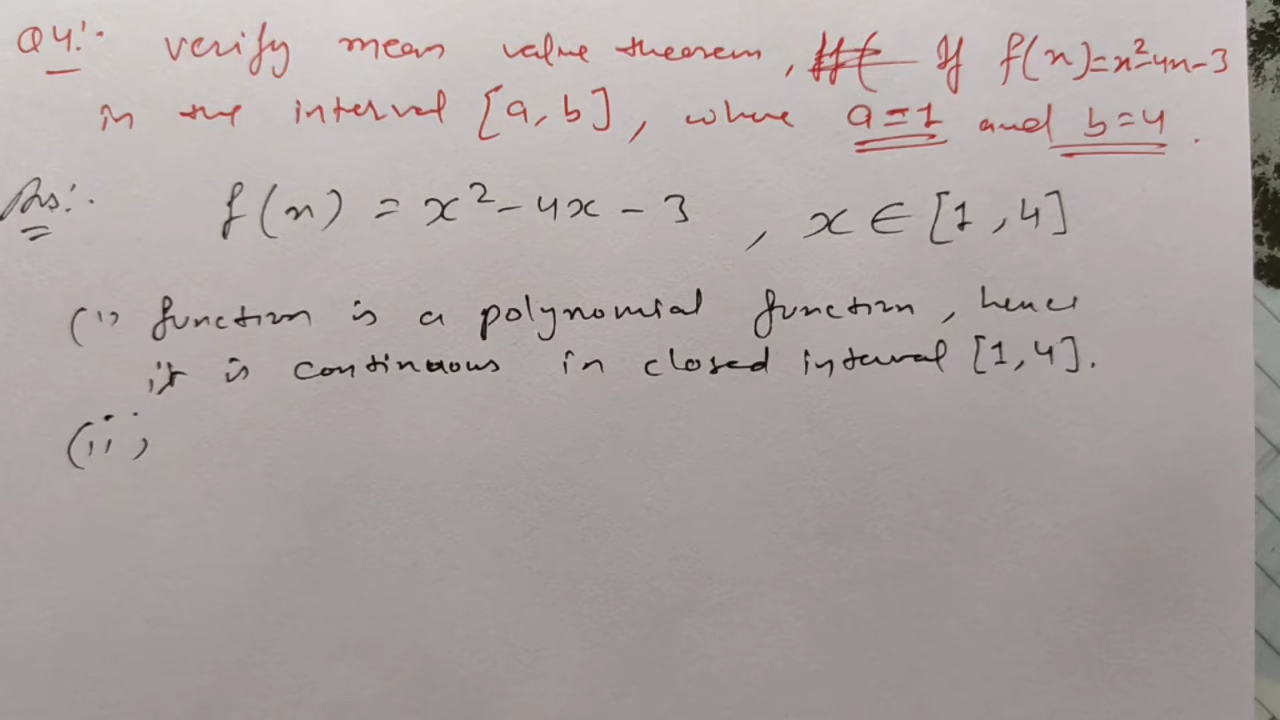 Q4:- verify mean value theorem, If f(x)=x²-4x-3
in the interval [a, b], where a=1 and b=4.
Ans:- f(x) = x²-4x-3, x∈[1,4]
(i) function is a polynomial function, hence
it is continuous in closed interval [1,4].
(ii)